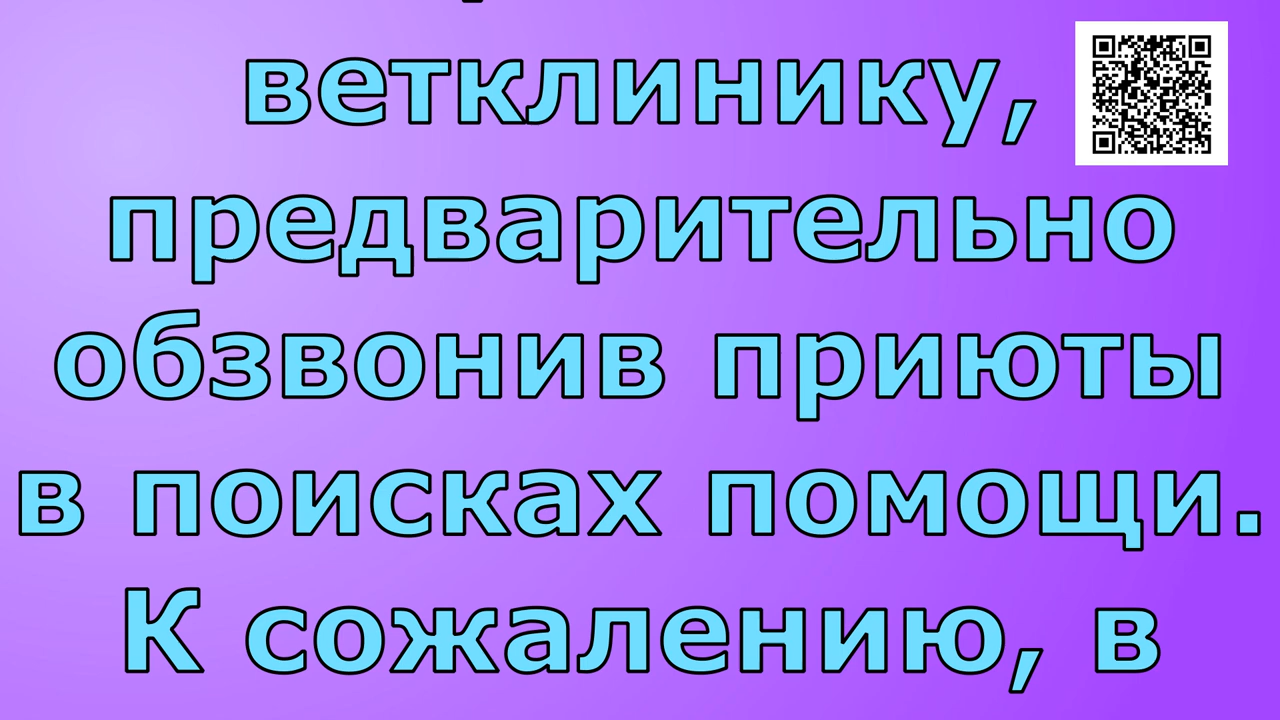 ветклинику,
предварительно
обзвонив приюты
в поисках помощи.
К сожалению, в